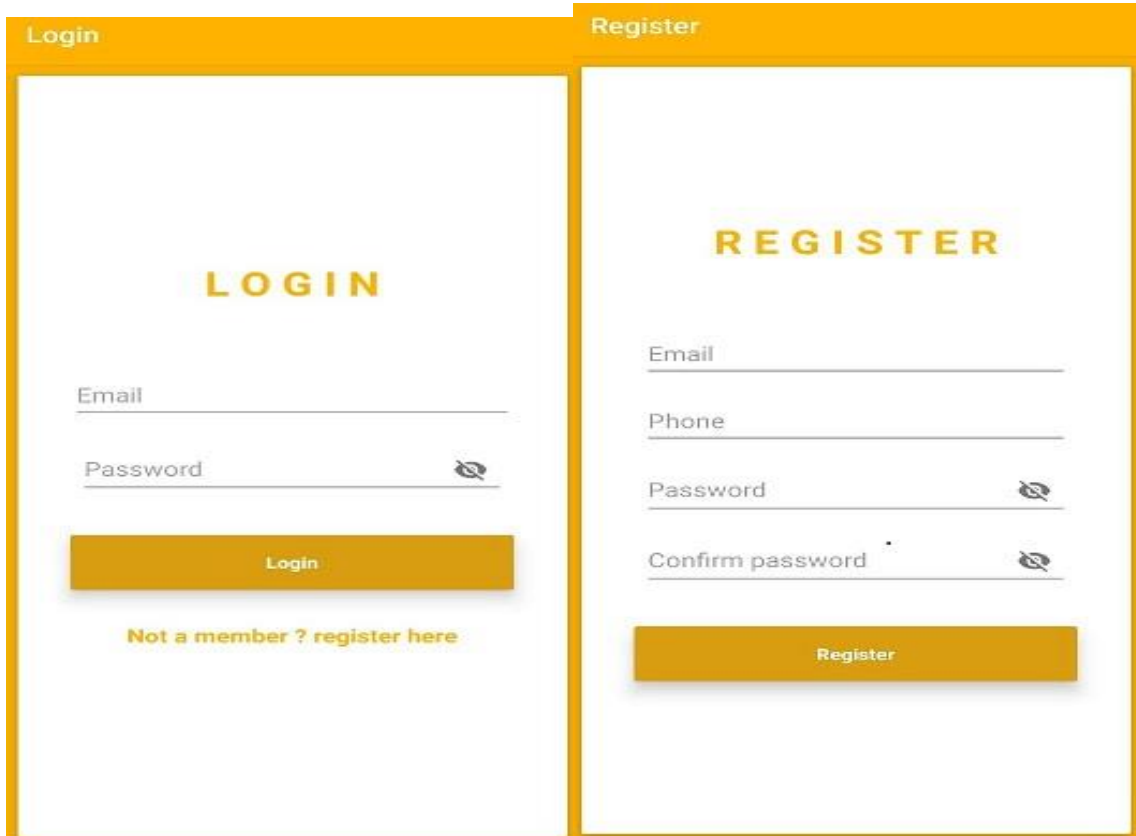 Login
LOGIN
Email
Password
Login
Not a member ? register here
Register
REGISTER
Email
Phone
Password
Confirm password
Register